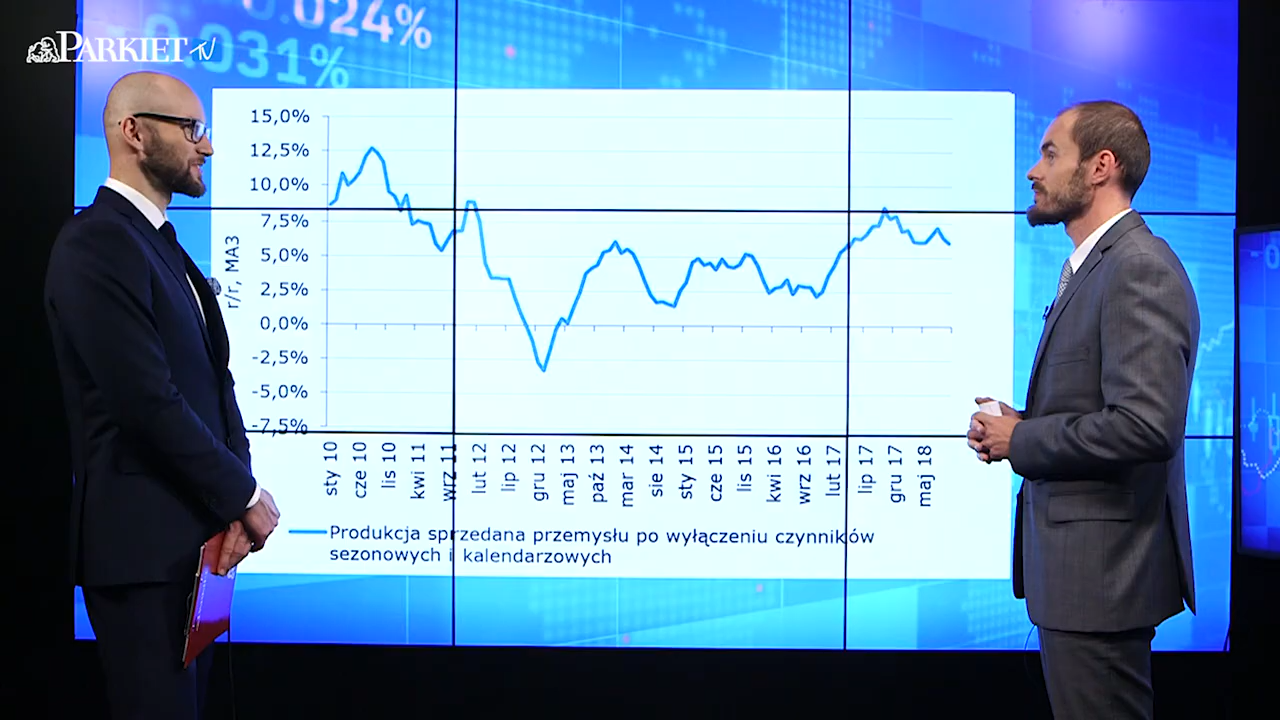 PARKIET TV
0.024%
0.031%
15,0%
12,5%
10,0%
7,5%
5,0%
2,5%
0,0%
-2,5%
-5,0%
-7,5%
r/r, MA3
sty 10
cze 10
lis 10
kwi 11
wrz 11
lut 12
lip 12
gru 12
maj 13
paź 13
mar 14
sie 14
sty 15
cze 15
lis 15
kwi 16
wrz 16
lut 17
lip 17
gru 17
maj 18
Produkcja sprzedana przemysłu po wyłączeniu czynników
sezonowych i kalendarzowych